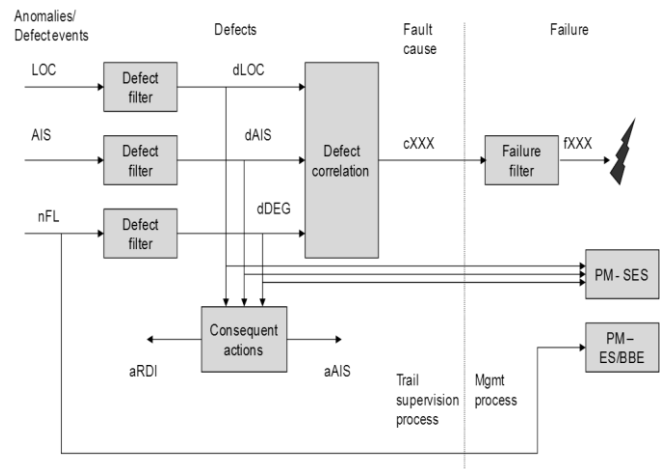 Anomalies/
Defect events
Defects
Fault
cause
Failure
LOC
Defect
filter
dLOC
AIS
Defect
filter
dAIS
Defect
correlation
cXXX
Failure
filter
fXXX
nFL
Defect
filter
dDEG
PM - SES
Consequent
actions
aRDI
aAIS
PM –
ES/BBE
Trail
supervision
process
Mgmt
process